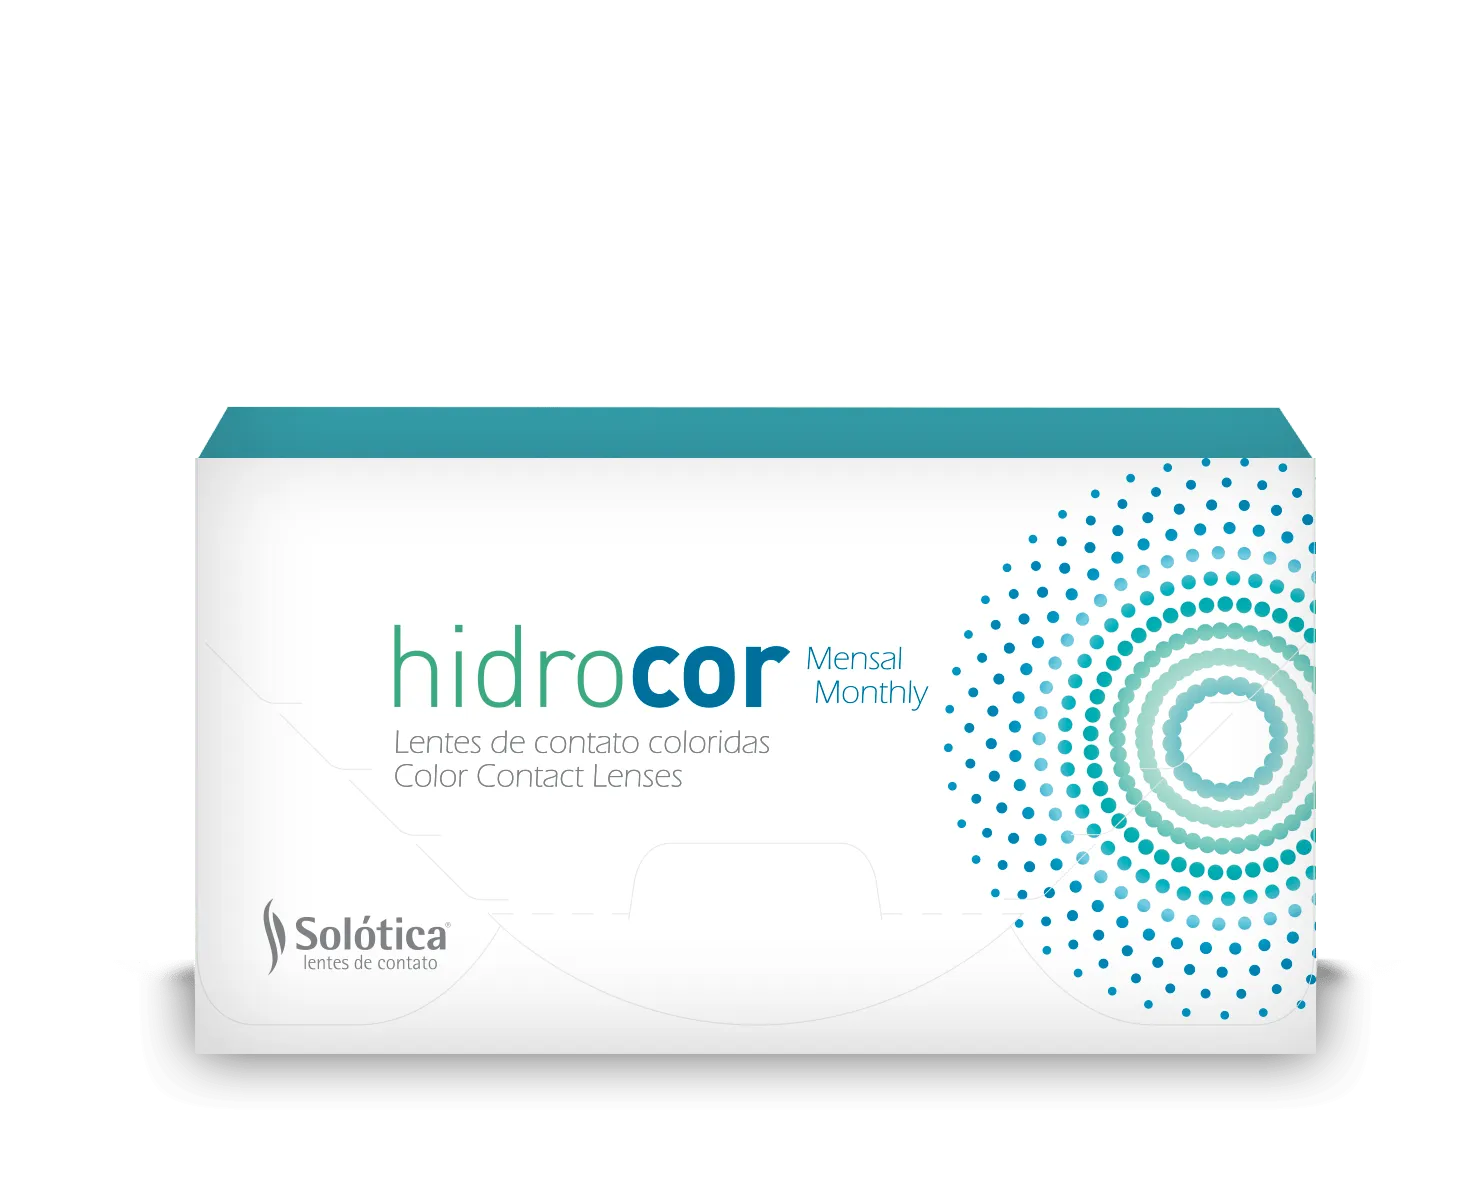 hidrocor Mensal
Monthly
Lentes de contato coloridas
Color Contact Lenses
Solótica®
lentes de contato